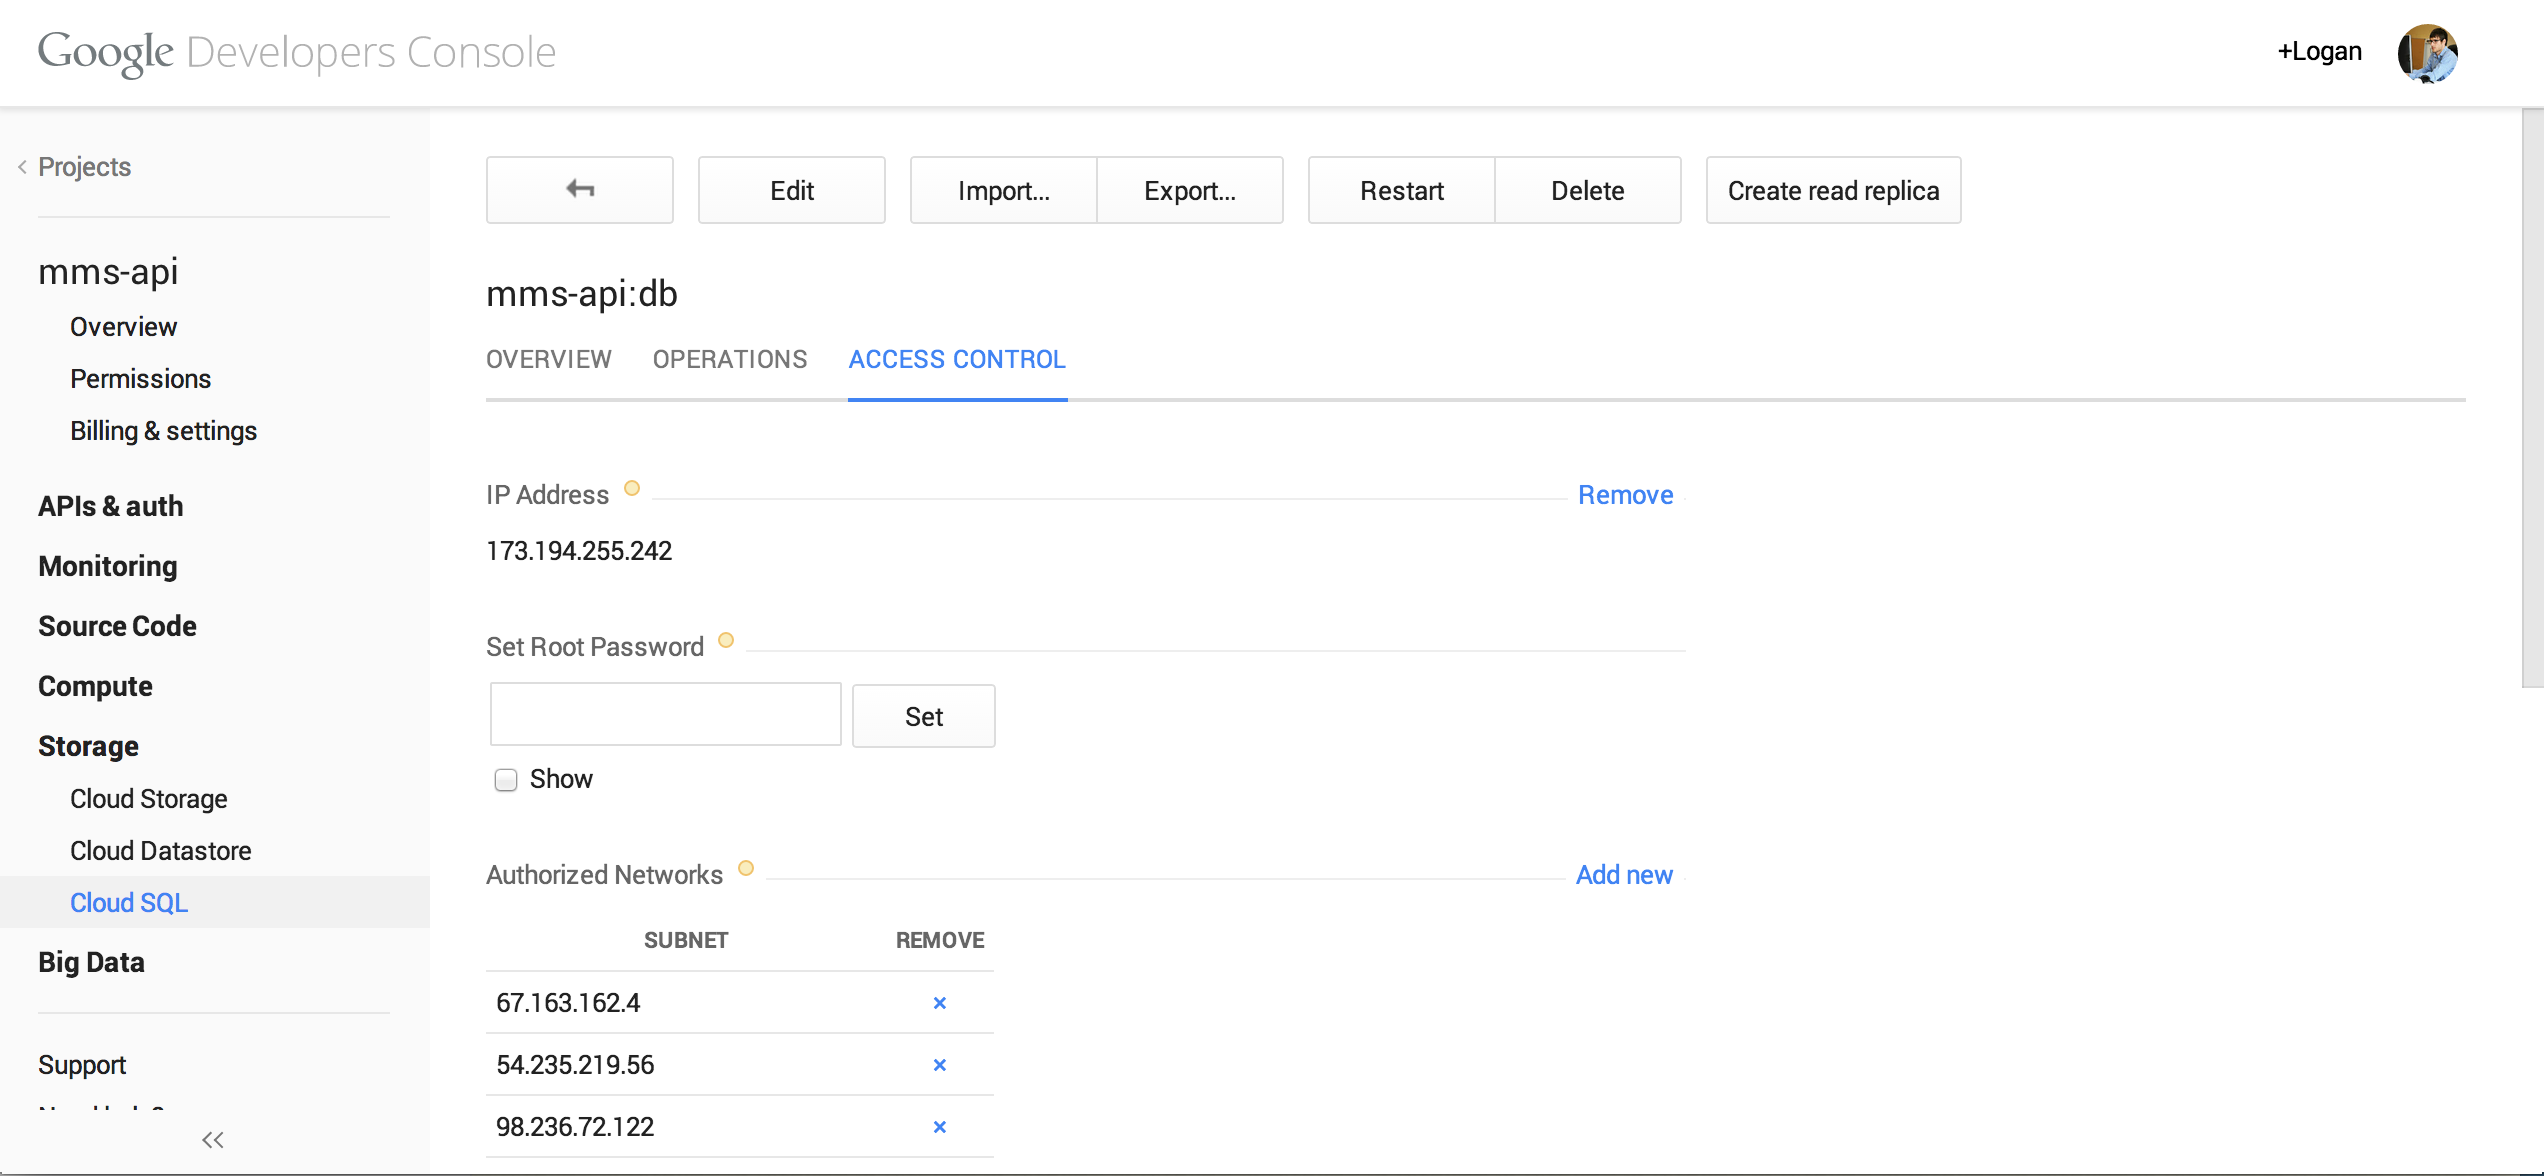 Google Developers Console
+Logan
Projects
mms-api
Overview
Permissions
Billing & settings
APIs & auth
Monitoring
Source Code
Compute
Storage
Cloud Storage
Cloud Datastore
Cloud SQL
Big Data
Support
Edit
Import...
Export...
Restart
Delete
Create read replica
mms-api:db
OVERVIEW OPERATIONS ACCESS CONTROL
IP Address Remove
173.194.255.242
Set Root Password
Set
Show
Authorized Networks Add new
SUBNET REMOVE
67.163.162.4 ×
54.235.219.56 ×
98.236.72.122 ×